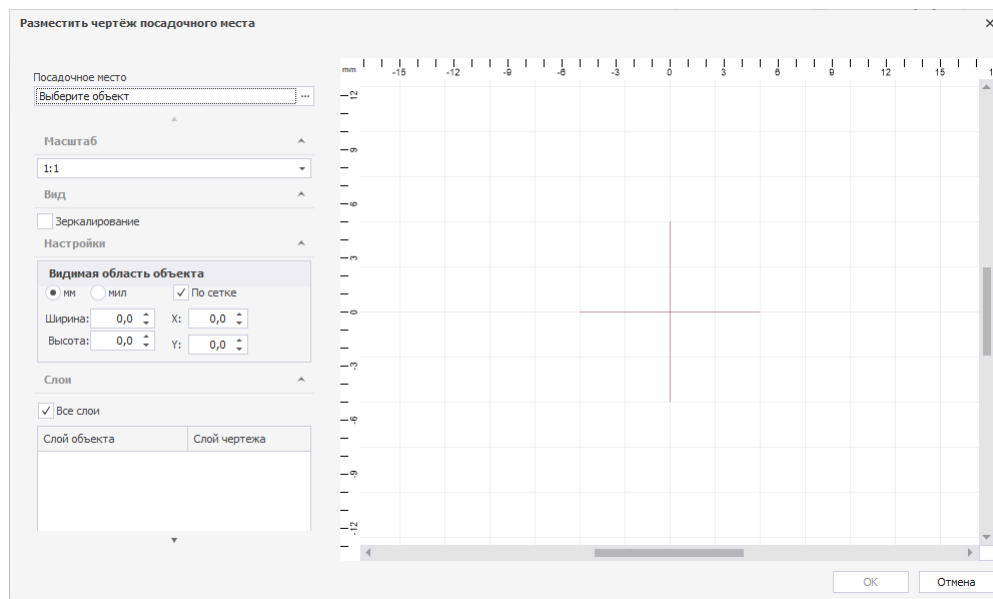 Разместить чертёж посадочного места
Посадочное место
Выберите объект ...
Масштаб
1:1
Вид
Зеркалирование
Настройки
Видимая область объекта
мм мил По сетке
Ширина: 0,0 X: 0,0
Высота: 0,0 Y: 0,0
Слои
Все слои
Слой объекта Слой чертежа
mm -15 -12 -9 -6 -3 0 3 6 9 12 15
-12
-9
-6
-3
0
-3
-6
-9
-12
OK Отмена